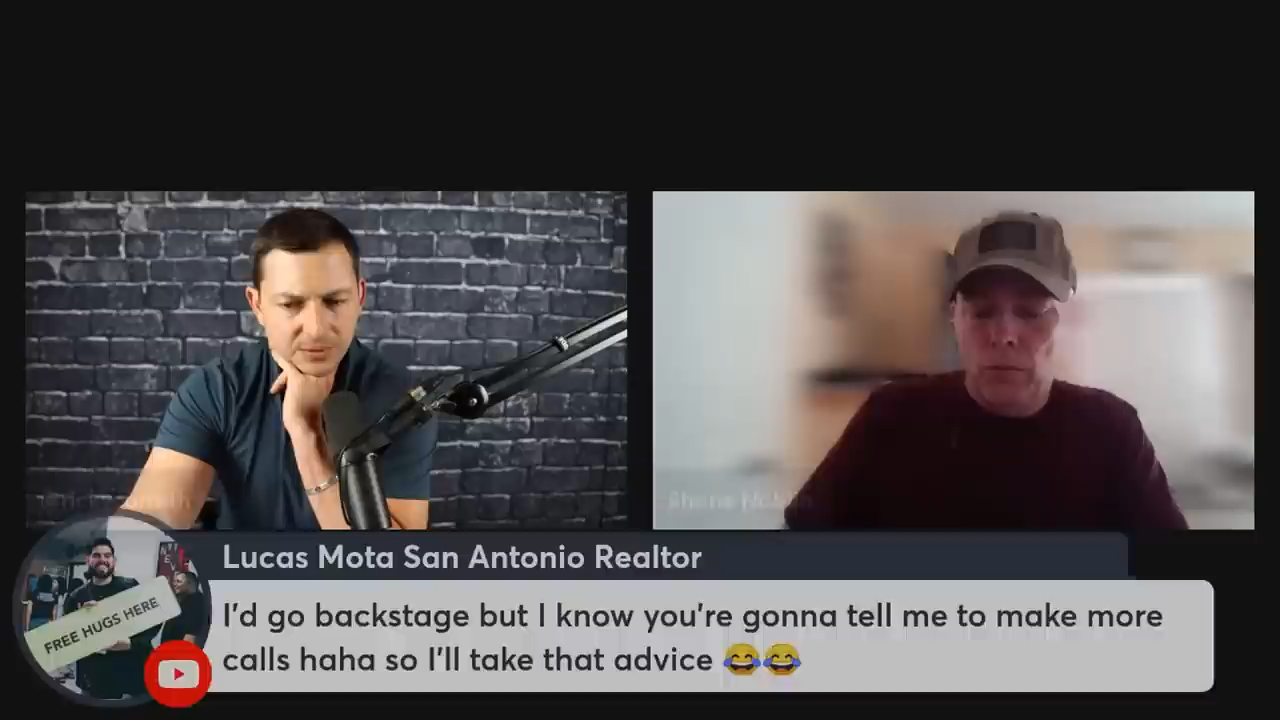 Lucas Mota San Antonio Realtor
I'd go backstage but I know you're gonna tell me to make more
calls haha so I'll take that advice 😂😂
FREE HUGS HERE